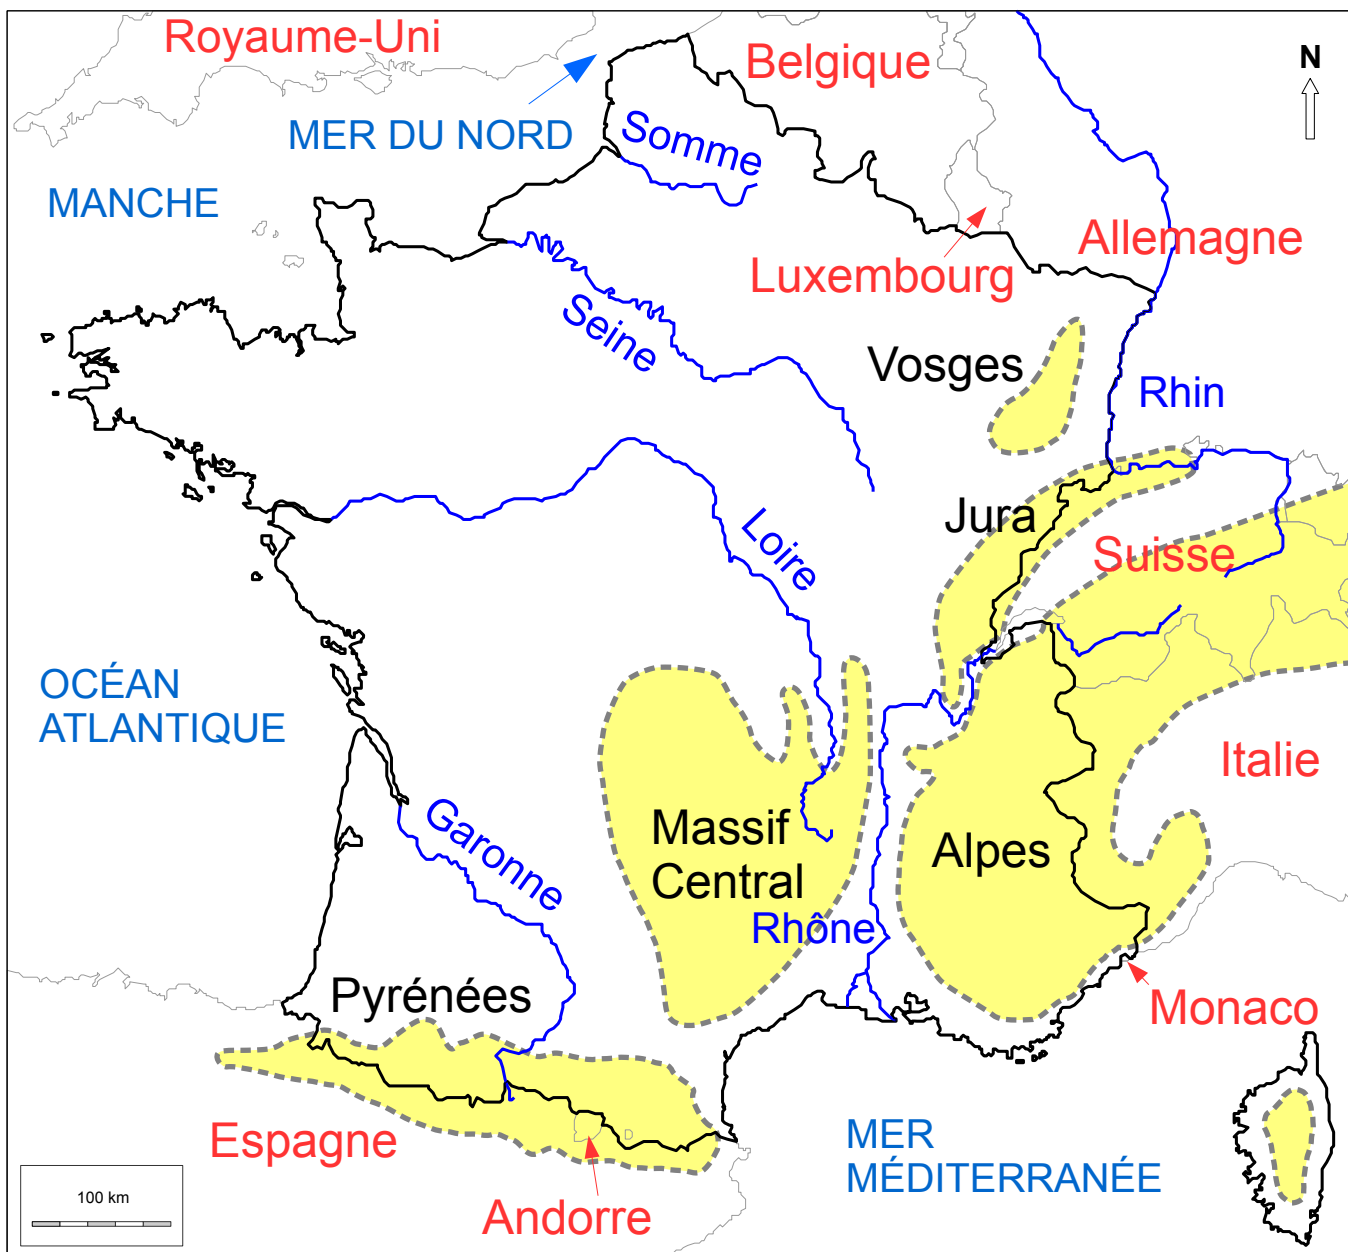 Royaume-Uni
Belgique
N
MER DU NORD
Somme
MANCHE
Allemagne
Luxembourg
Seine
Vosges
Rhin
Loire
Jura
Suisse
OCÉAN
ATLANTIQUE
Italie
Garonne
Massif
Central
Alpes
Rhône
Pyrénées
Monaco
Espagne
MER
MÉDITERRANÉE
100 km
Andorre